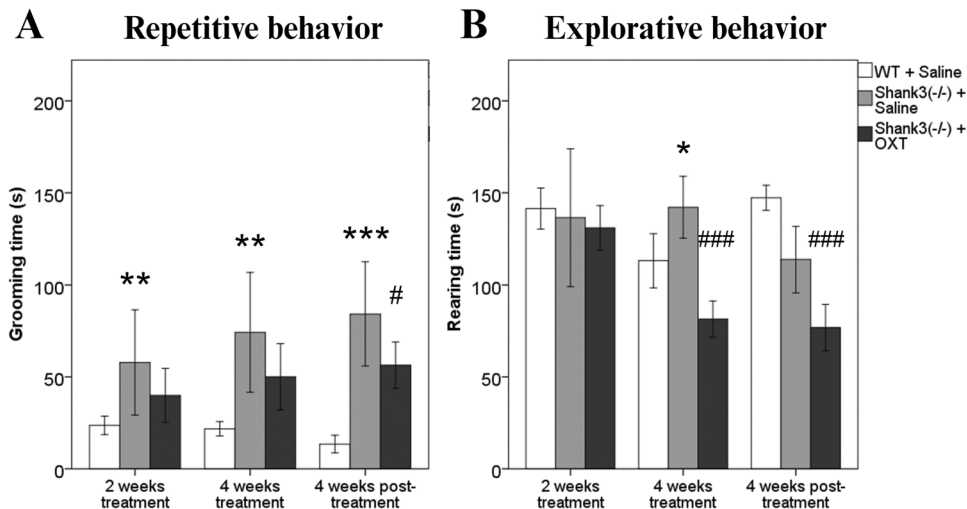 A Repetitive behavior
B Explorative behavior
Grooming time (s)
200
150
100
50
0
**
**
***
#
2 weeks
treatment
4 weeks
treatment
4 weeks post-
treatment
Rearing time (s)
200
150
100
50
0
*
###
###
2 weeks
treatment
4 weeks
treatment
4 weeks post-
treatment
WT + Saline
Shank3(-/-) +
Saline
Shank3(-/-) +
OXT